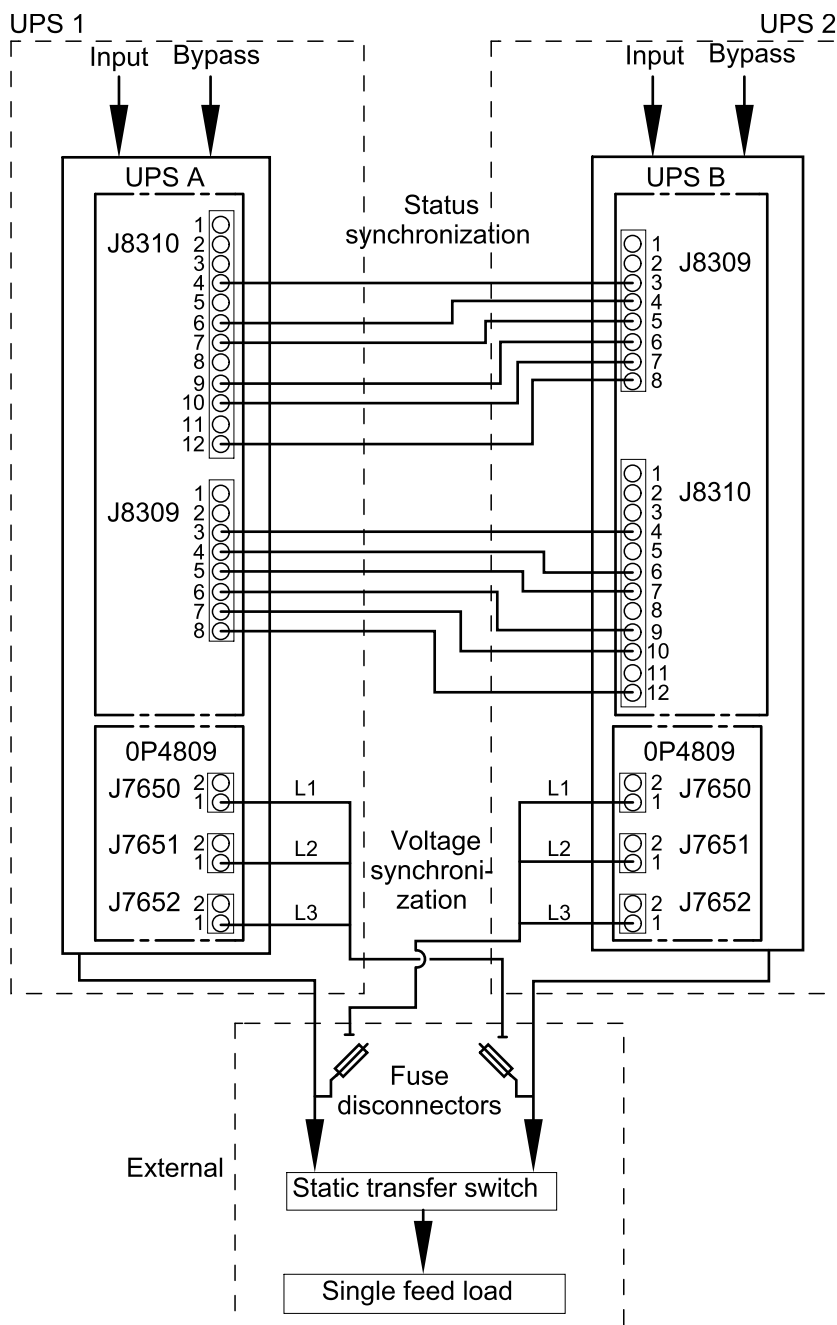 UPS 1
UPS 2
Input Bypass
Input Bypass
UPS A
UPS B
Status
synchronization
J8310
1
2
3
4
5
6
7
8
9
10
11
12
J8309
1
2
3
4
5
6
7
8
J8309
1
2
3
4
5
6
7
8
J8310
1
2
3
4
5
6
7
8
9
10
11
12
0P4809
J7650 2
1
L1
J7651 2
1
L2
J7652 2
1
L3
Voltage
synchroni-
zation
0P4809
L1
2 J7650
1
L2
2 J7651
1
L3
2 J7652
1
Fuse
disconnectors
External
Static transfer switch
Single feed load